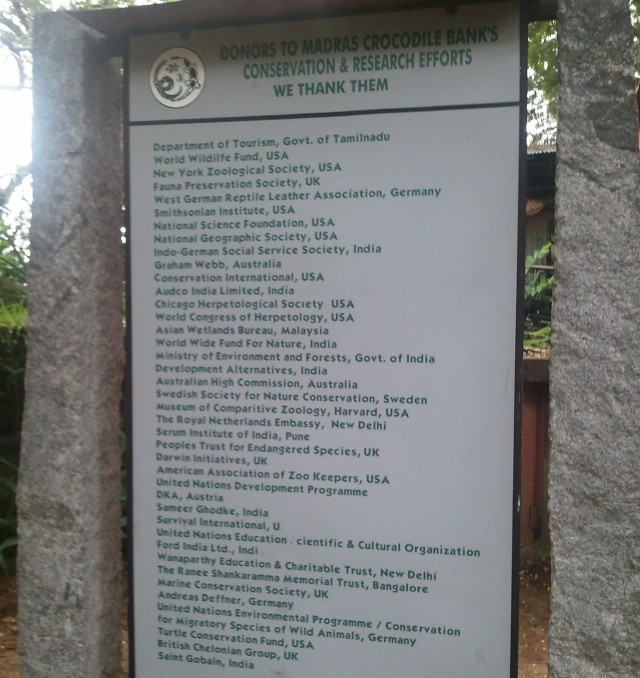 DONORS TO MADRAS CROCODILE BANK'S
CONSERVATION & RESEARCH EFFORTS
WE THANK THEM
Department of Tourism, Govt. of Tamilnadu
World Wildilfe Fund, USA
New York Zoological Society, USA
Fauna Preservation Society, UK
West German Reptile Leather Association, Germany
Smithsonian Institute, USA
National Science Foundation, USA
National Geographic Society, USA
Indo-German Social Service Society, India
Graham Webb, Australia
Conservation International, USA
Audco India Limited, India
Chicago Herpetological Society USA
World Congress of Herpetology, USA
Asian Wetlands Bureau, Malaysia
World Wide Fund For Nature, India
Ministry of Environment and Forests, Govt. of India
Development Alternatives, India
Australian High Commission, Australia
Swedish Society for Nature Conservation, Sweden
Museum of Comparitive Zoology, Harvard, USA
The Royal Netherlands Embassy, New Delhi
Serum Institute of India, Pune
Peoples Trust for Endangered Species, UK
Darwin Initiatives, UK
American Association of Zoo Keepers, USA
United Nations Development Programme
DKA, Austria
Sameer Ghodke, India
Survival International, U
United Nations Education . cientific & Cultural Organization
Ford India Ltd., Indi
Wanaparthy Education & Charitable Trust, New Delhi
The Ranee Shankaramma Memorial Trust, Bangalore
Marine Conservation Society, UK
Andreas Deffner, Germany
United Nations Environmental Programme / Conservation
for Migratory Species of Wild Animals, Germany
Turtle Conservation Fund, USA
British Chelonian Group, UK
Saint Gobain, India